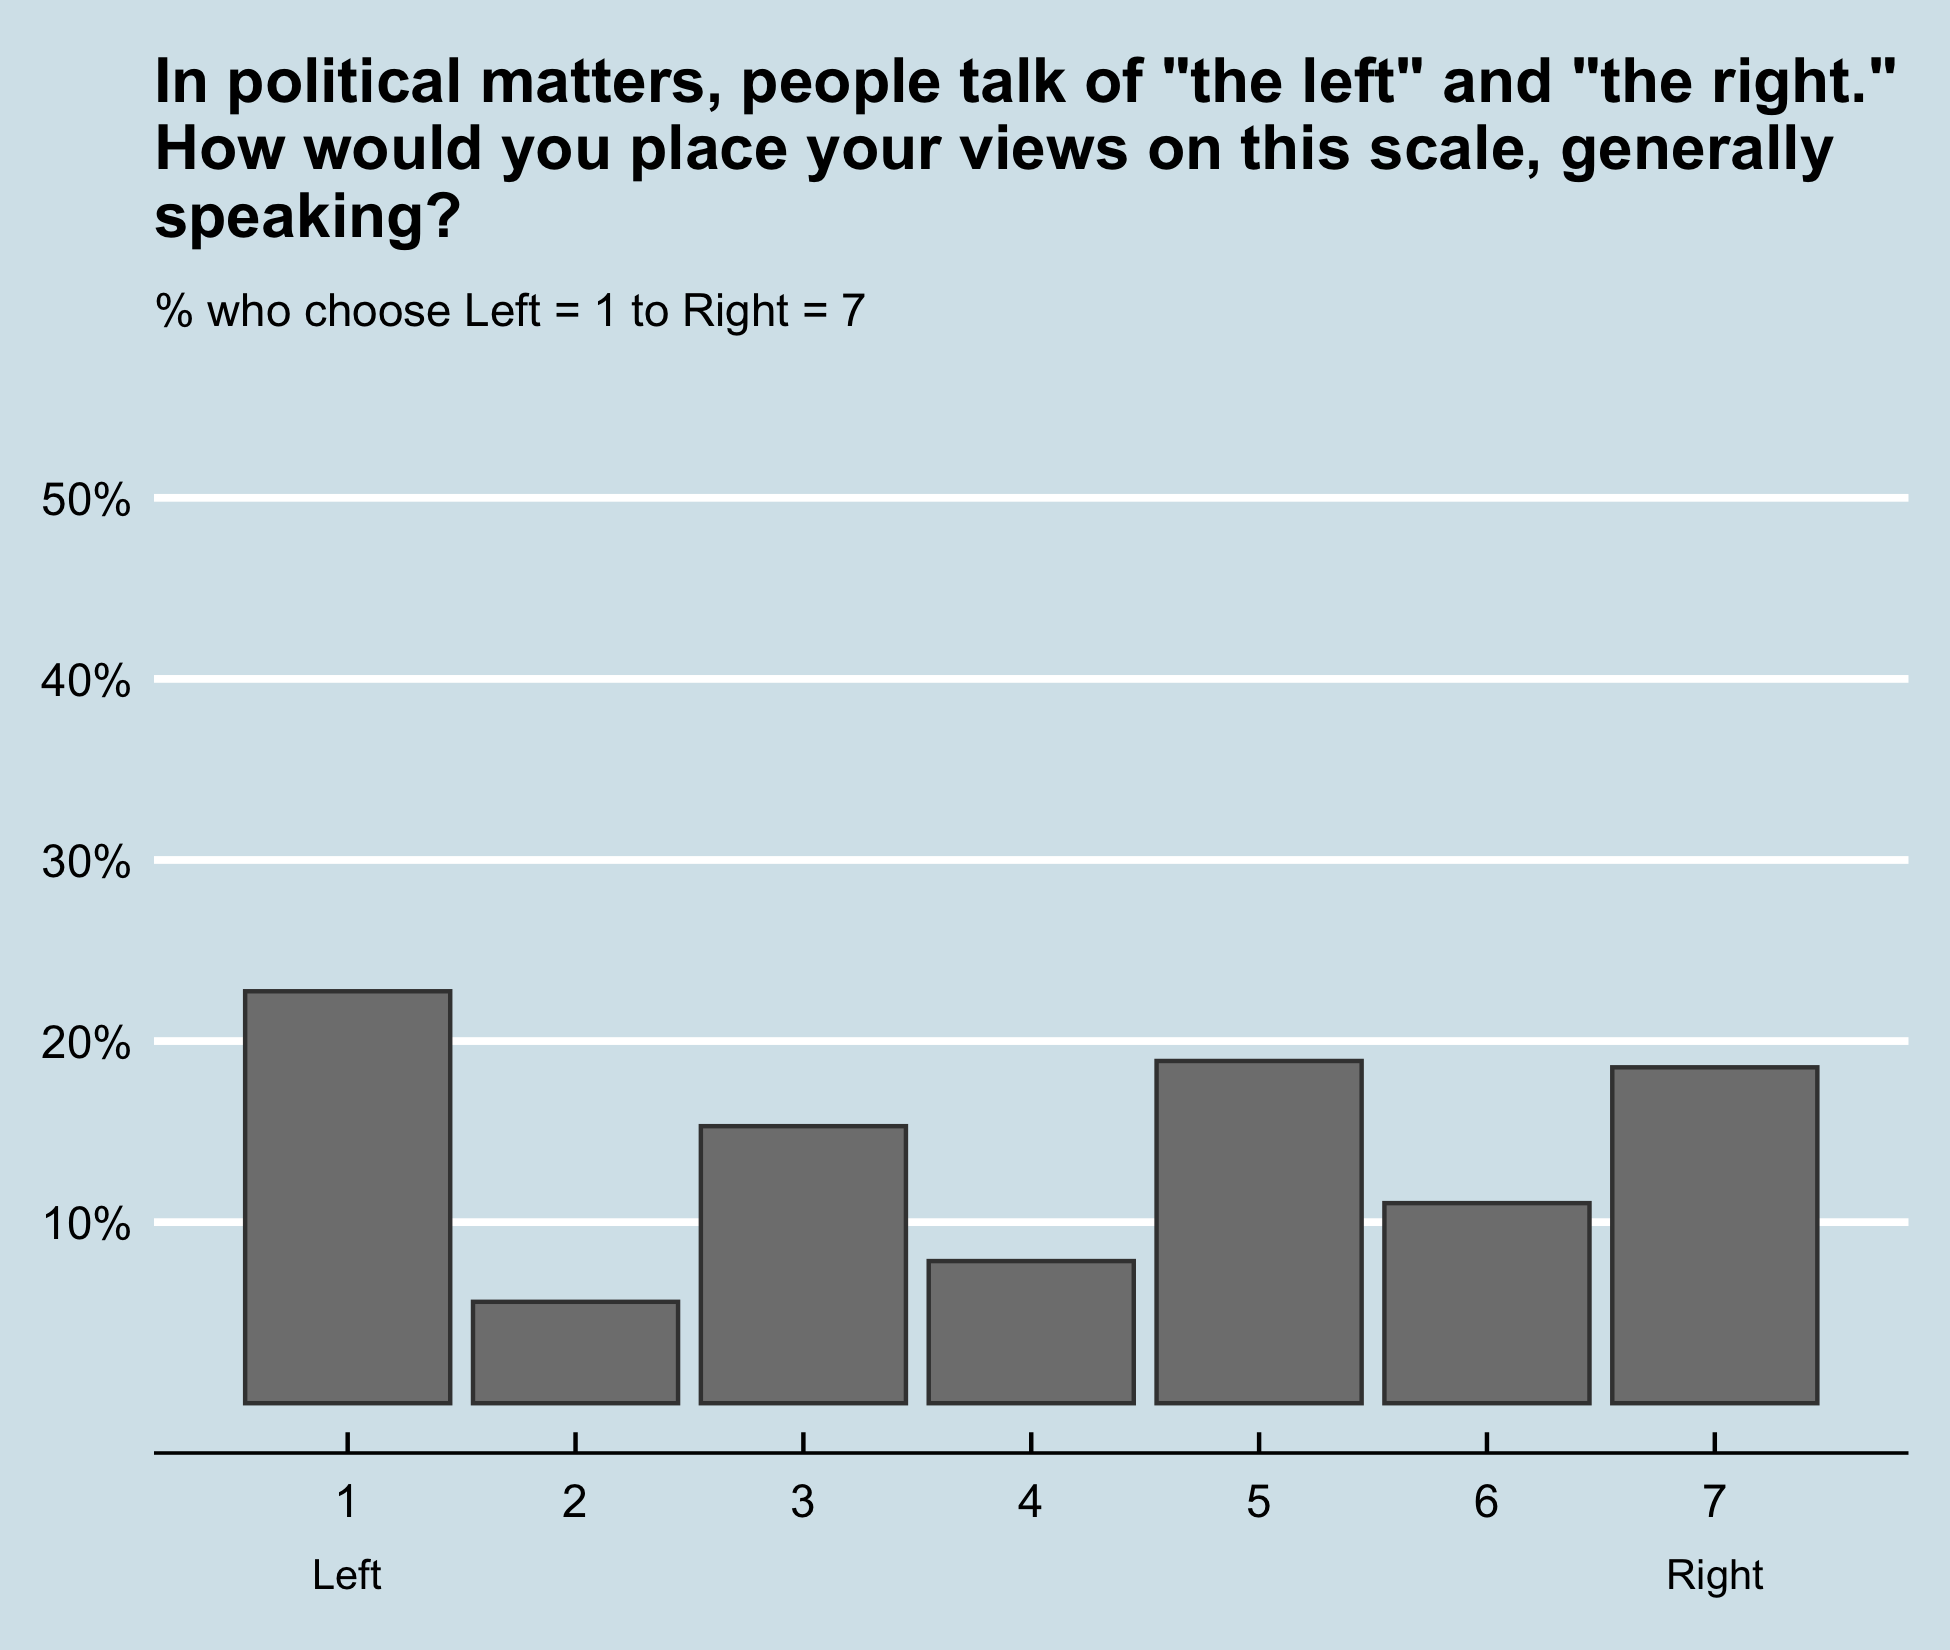 In political matters, people talk of "the left" and "the right."
How would you place your views on this scale, generally
speaking?
% who choose Left = 1 to Right = 7
50%
40%
30%
20%
10%
1 2 3 4 5 6 7
Left Right